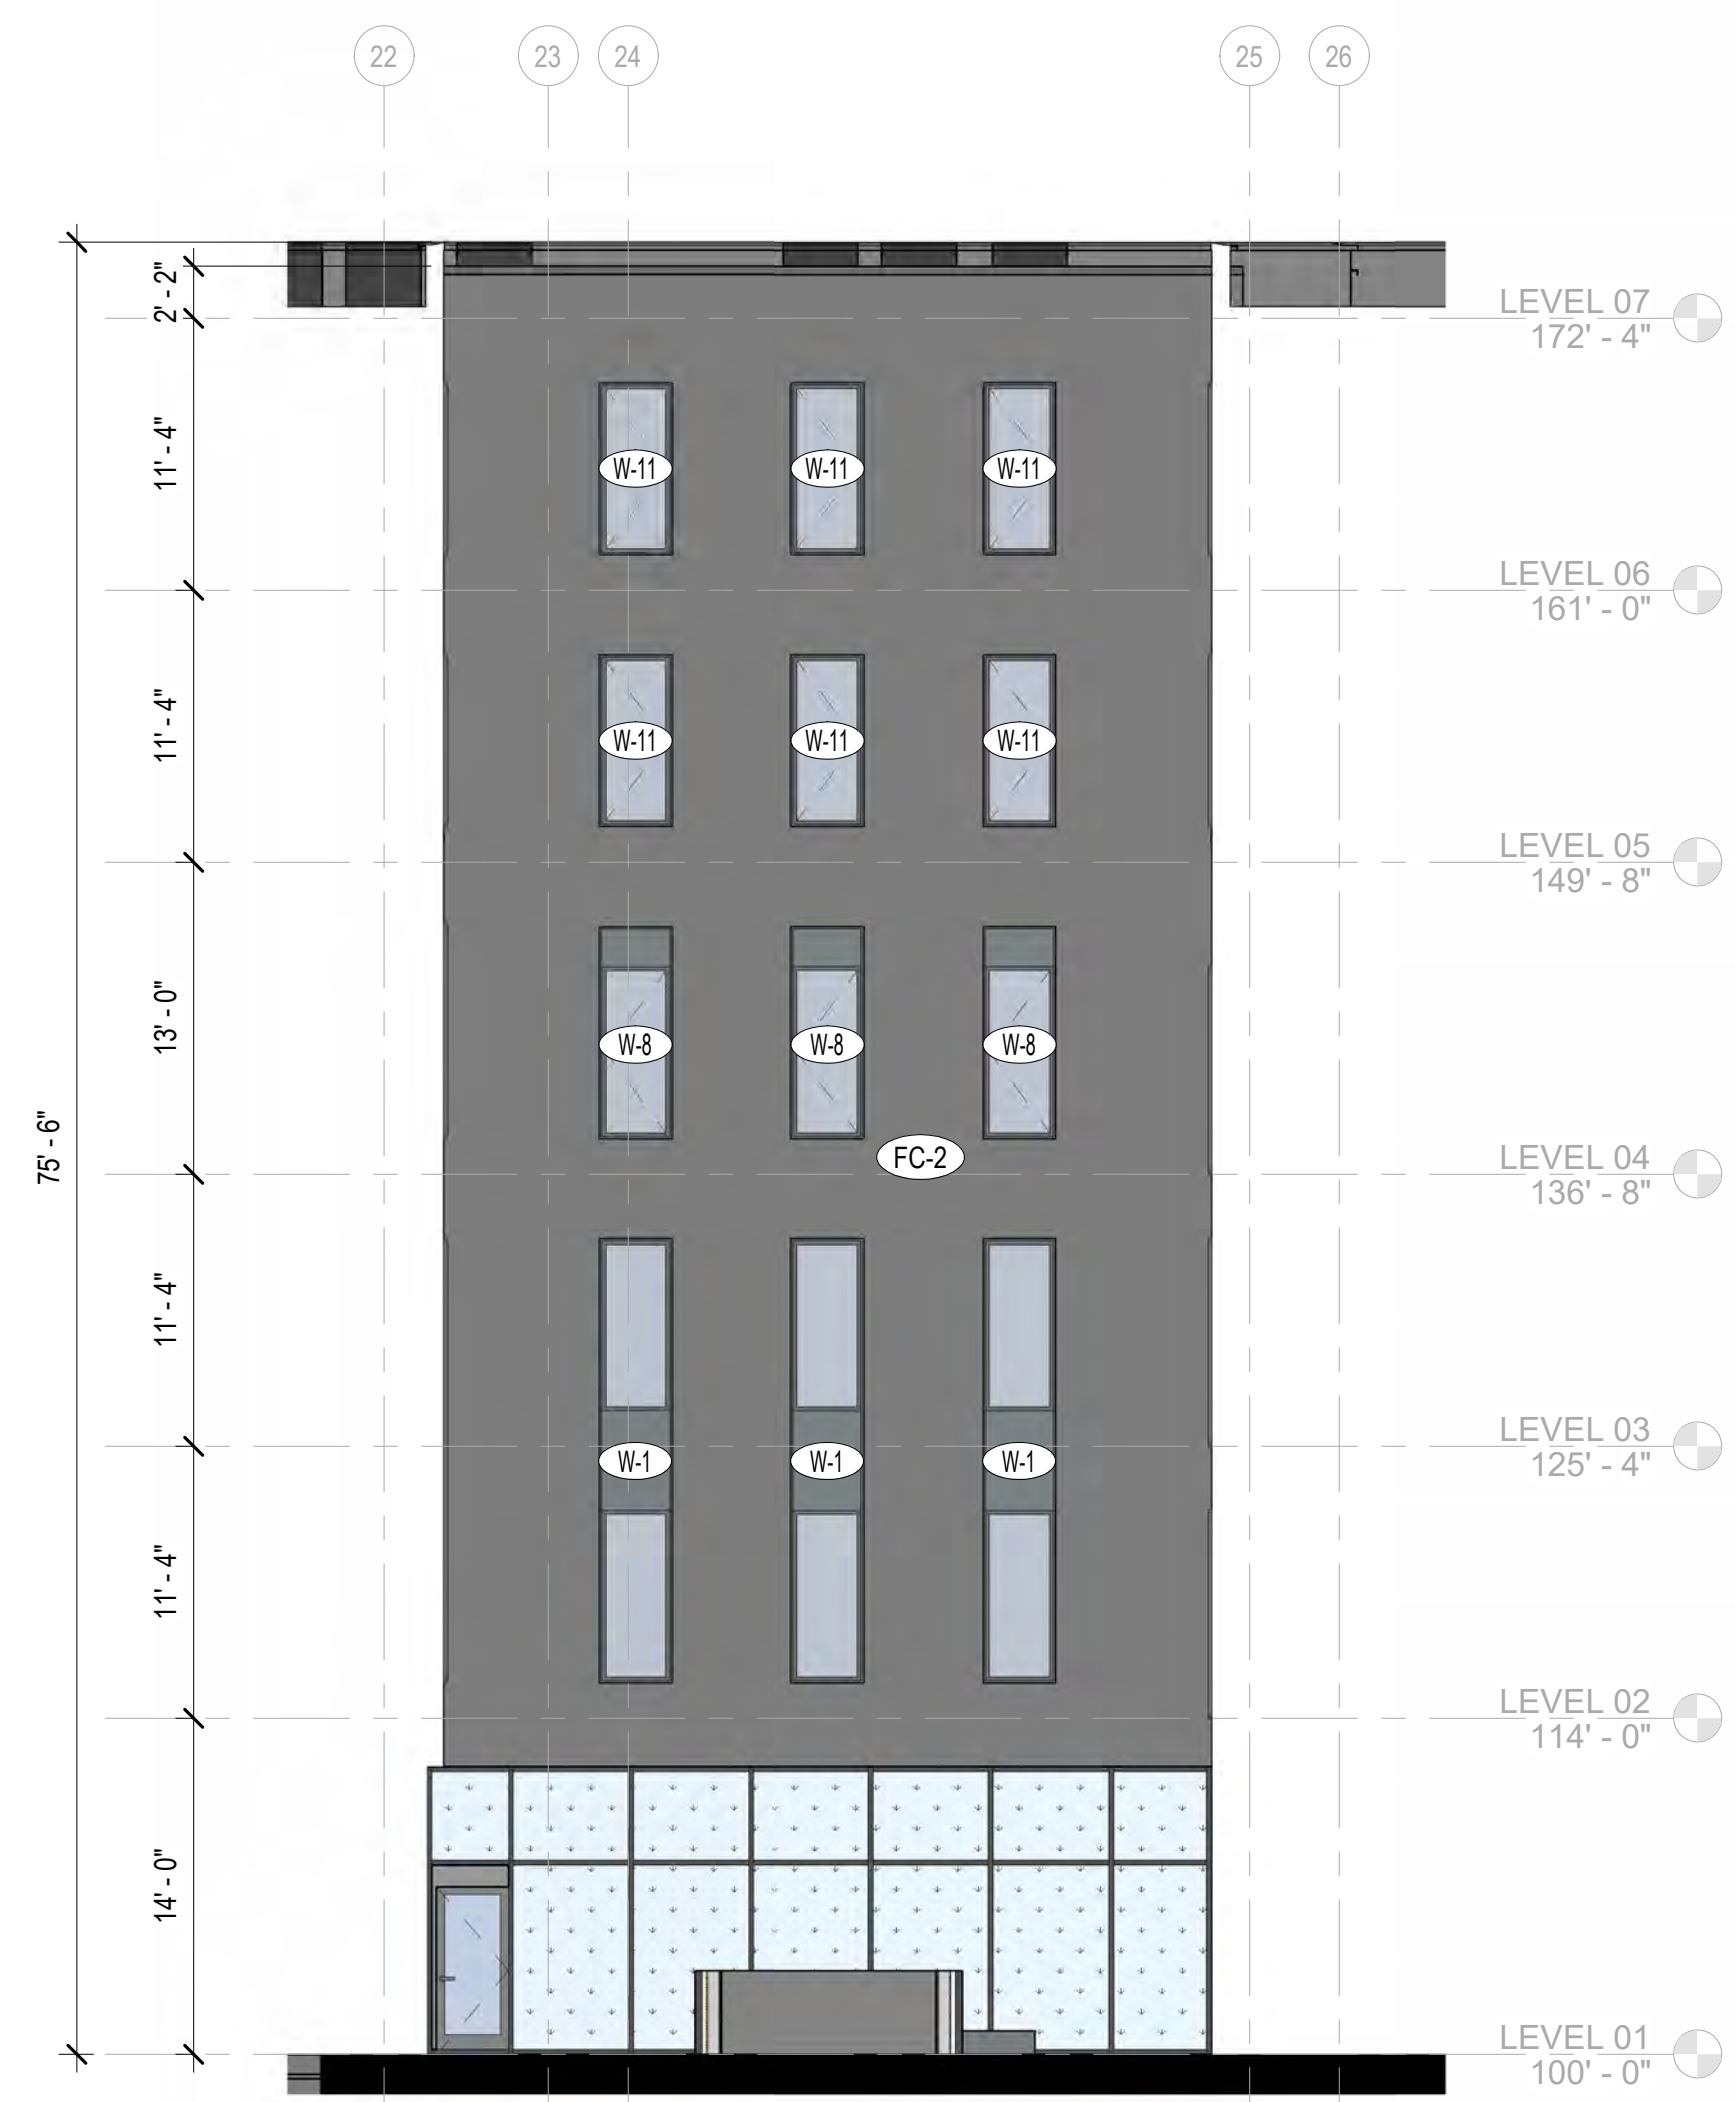 22
23
24
25
26
2' - 2"
LEVEL 07
172' - 4"
11' - 4"
W-11
W-11
W-11
LEVEL 06
161' - 0"
11' - 4"
W-11
W-11
W-11
LEVEL 05
149' - 8"
13' - 0"
W-8
W-8
W-8
75' - 6"
FC-2
LEVEL 04
136' - 8"
11' - 4"
LEVEL 03
125' - 4"
W-1
W-1
W-1
11' - 4"
LEVEL 02
114' - 0"
14' - 0"
LEVEL 01
100' - 0"